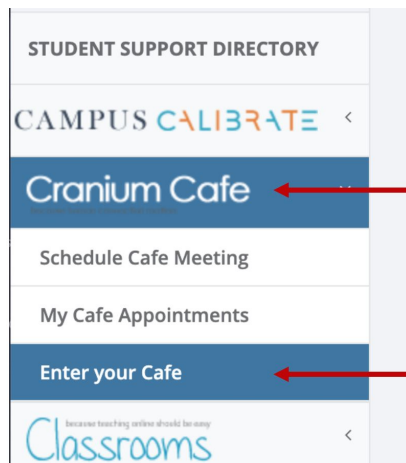 STUDENT SUPPORT DIRECTORY
CAMPUS CALIBRATE
Cranium Cafe
Schedule Cafe Meeting
My Cafe Appointments
Enter your Cafe
because teaching online should be easy
Classrooms